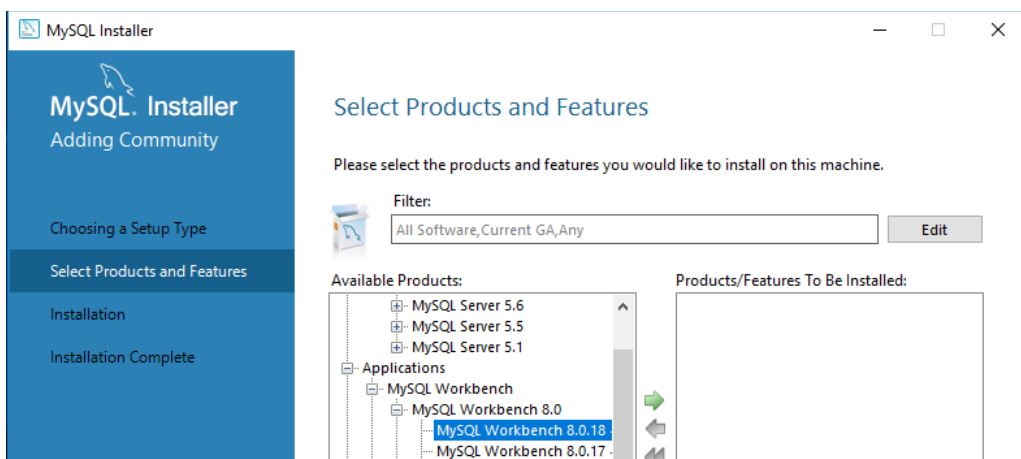 MySQL Installer
MySQL. Installer
Adding Community
Choosing a Setup Type
Select Products and Features
Installation
Installation Complete
Select Products and Features
Please select the products and features you would like to install on this machine.
Filter:
All Software,Current GA,Any
Edit
Available Products:
MySQL Server 5.6
MySQL Server 5.5
MySQL Server 5.1
Applications
MySQL Workbench
MySQL Workbench 8.0
MySQL Workbench 8.0.18 -
MySQL Workbench 8.0.17 -
Products/Features To Be Installed: